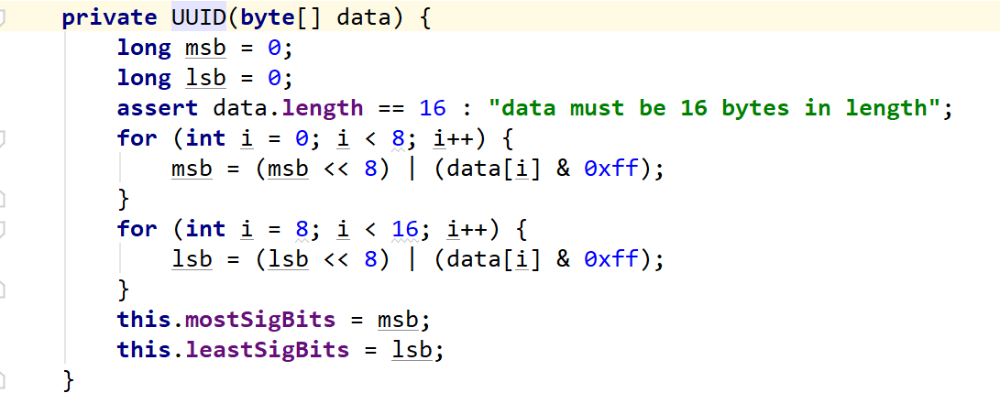 private UUID(byte[] data) {
    long msb = 0;
    long lsb = 0;
    assert data.length == 16 : "data must be 16 bytes in length";
    for (int i = 0; i < 8; i++) {
        msb = (msb << 8) | (data[i] & 0xff);
    }
    for (int i = 8; i < 16; i++) {
        lsb = (lsb << 8) | (data[i] & 0xff);
    }
    this.mostSigBits = msb;
    this.leastSigBits = lsb;
}